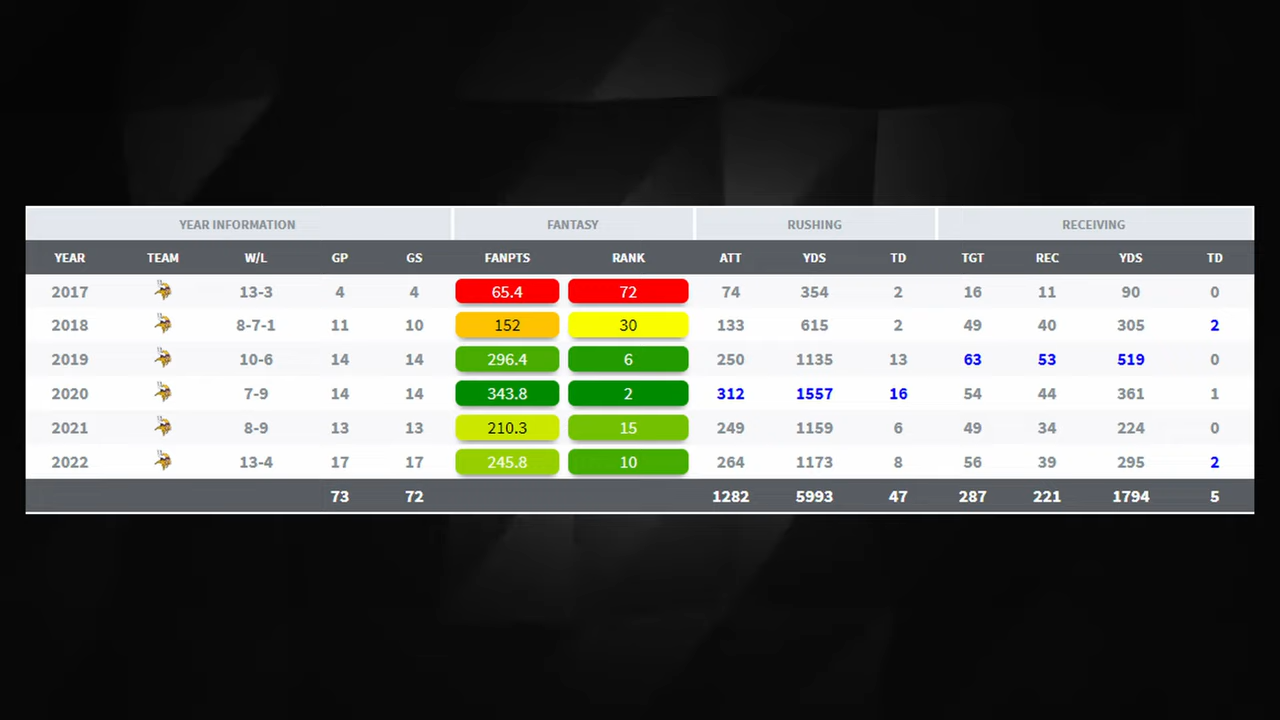 YEAR INFORMATION FANTASY RUSHING RECEIVING
YEAR TEAM W/L GP GS FANPTS RANK ATT YDS TD TGT REC YDS TD
2017 13-3 4 4 65.4 72 74 354 2 16 11 90 0
2018 8-7-1 11 10 152 30 133 615 2 49 40 305 2
2019 10-6 14 14 296.4 6 250 1135 13 63 53 519 0
2020 7-9 14 14 343.8 2 312 1557 16 54 44 361 1
2021 8-9 13 13 210.3 15 249 1159 6 49 34 224 0
2022 13-4 17 17 245.8 10 264 1173 8 56 39 295 2
73 72 1282 5993 47 287 221 1794 5